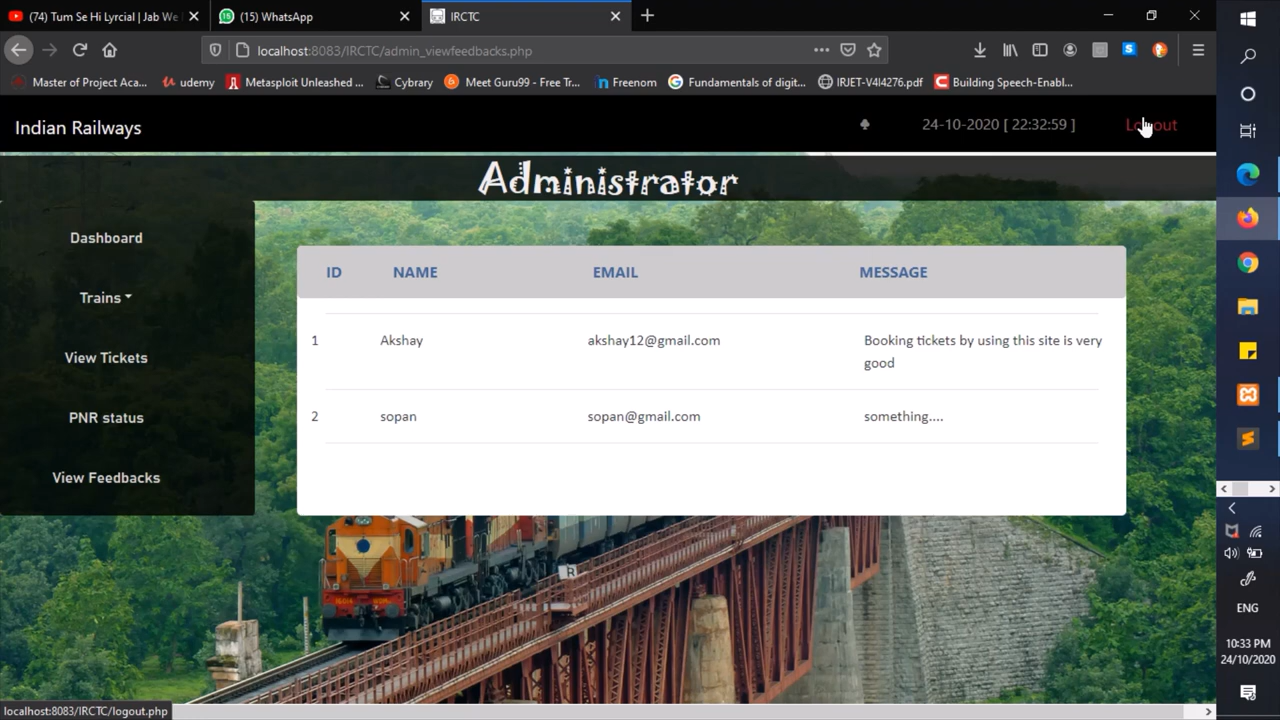 (74) Tum Se Hi Lyrcial | Jab We
(15) WhatsApp
IRCTC
localhost:8083/IRCTC/admin_viewfeedbacks.php
Master of Project Aca...
udemy
Metasploit Unleashed ...
Cybrary
Meet Guru99 - Free Tr...
Freenom
Fundamentals of digit...
IRJET-V4I4276.pdf
Building Speech-Enabl...
Indian Railways
24-10-2020 [ 22:32:59 ]
Logout
Administrator
Dashboard
Trains
View Tickets
PNR status
View Feedbacks
ID NAME EMAIL MESSAGE
1 Akshay akshay12@gmail.com Booking tickets by using this site is very
good
2 sopan sopan@gmail.com something....
R
localhost:8083/IRCTC/logout.php
ENG
10:33 PM
24/10/2020